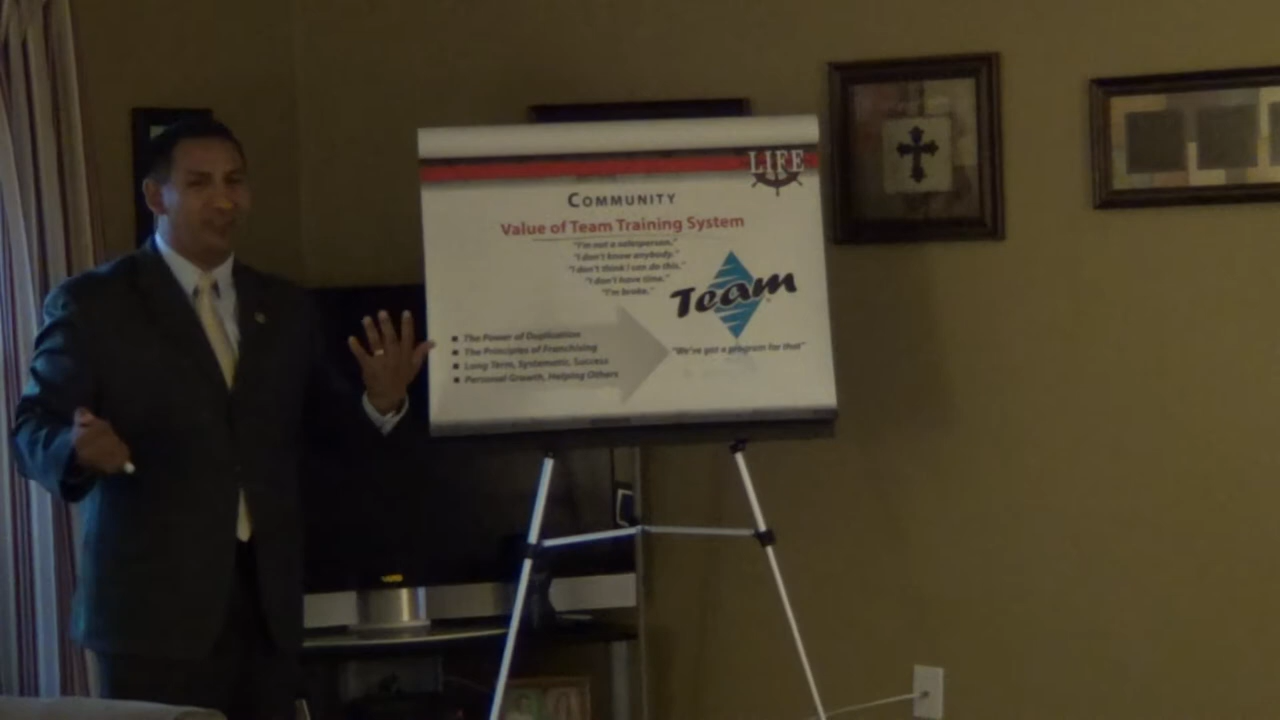 LIFE
COMMUNITY
Value of Team Training System
"I'm not a salesperson."
"I don't know anybody."
"I don't think I can do this."
"I don't have time."
"I'm broke."
Team
■ The Power of Duplication
■ The Principles of Franchising
■ Long Term, Systematic, Success
■ Personal Growth, Helping Others
"We've got a program for that"
VIZIO